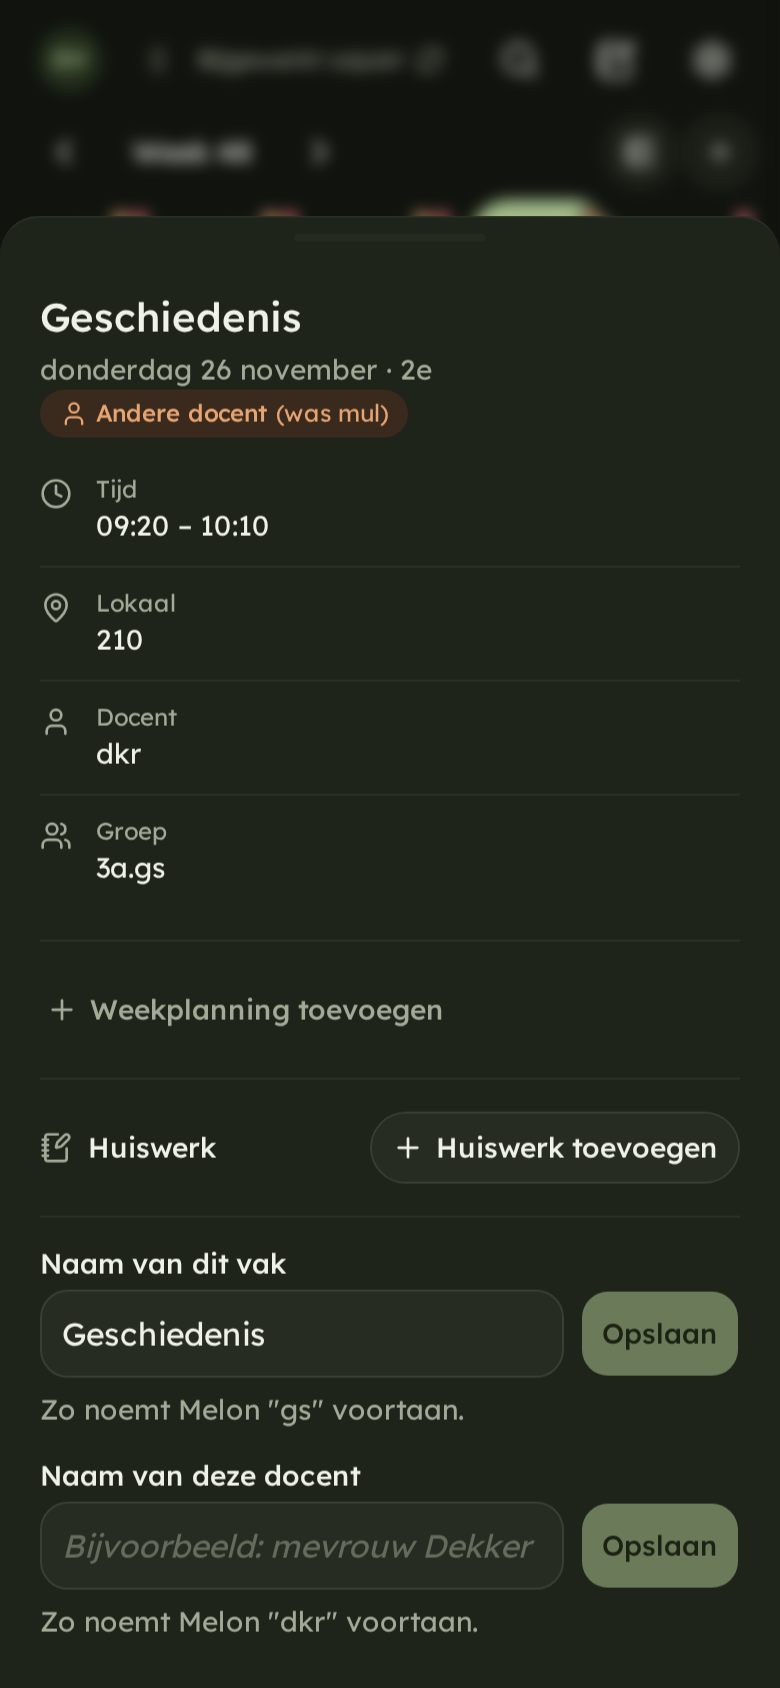 Week 48
Geschiedenis
donderdag 26 november · 2e
Andere docent (was mul)
Tijd
09:20 – 10:10
Lokaal
210
Docent
dkr
Groep
3a.gs
Weekplanning toevoegen
Huiswerk
Huiswerk toevoegen
Naam van dit vak
Geschiedenis
Opslaan
Zo noemt Melon "gs" voortaan.
Naam van deze docent
Bijvoorbeeld: mevrouw Dekker
Opslaan
Zo noemt Melon "dkr" voortaan.